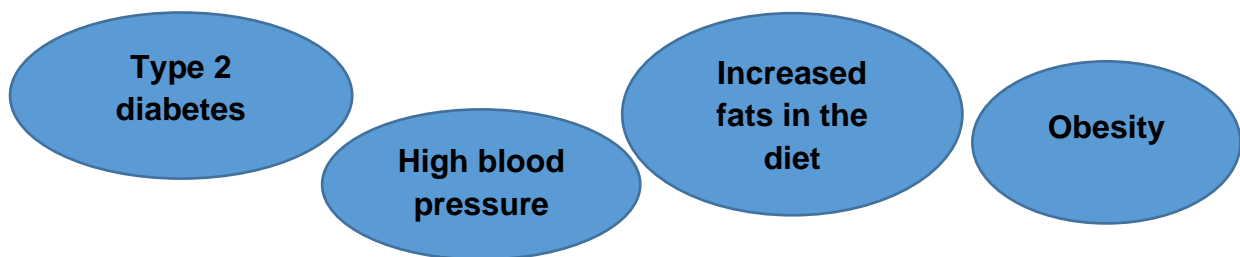 Type 2
diabetes
High blood
pressure
Increased
fats in the
diet
Obesity